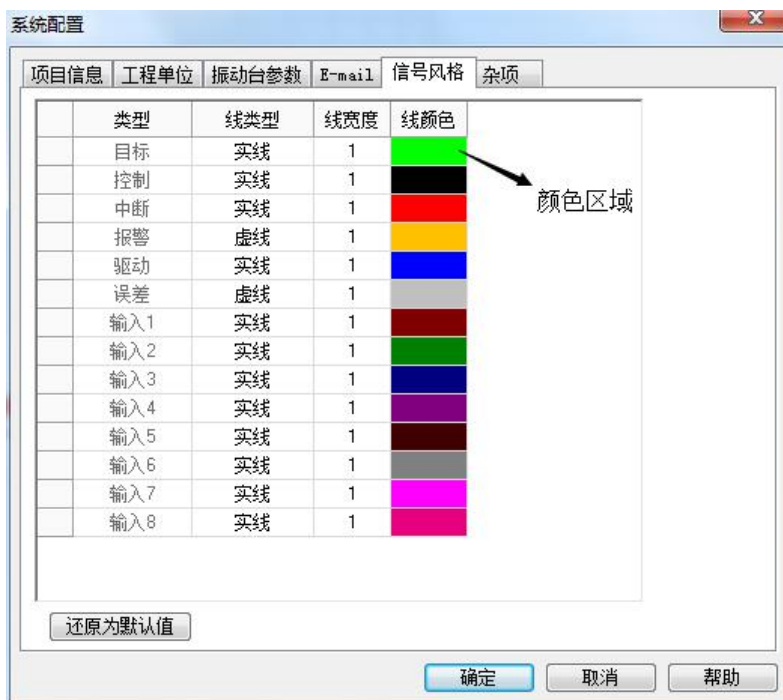 系统配置
项目信息 工程单位 振动台参数 E-mail 信号风格 杂项
类型 线类型 线宽度 线颜色
目标 实线 1
控制 实线 1
颜色区域
中断 实线 1
报警 虚线 1
驱动 实线 1
误差 虚线 1
输入1 实线 1
输入2 实线 1
输入3 实线 1
输入4 实线 1
输入5 实线 1
输入6 实线 1
输入7 实线 1
输入8 实线 1
还原为默认值
确定 取消 帮助